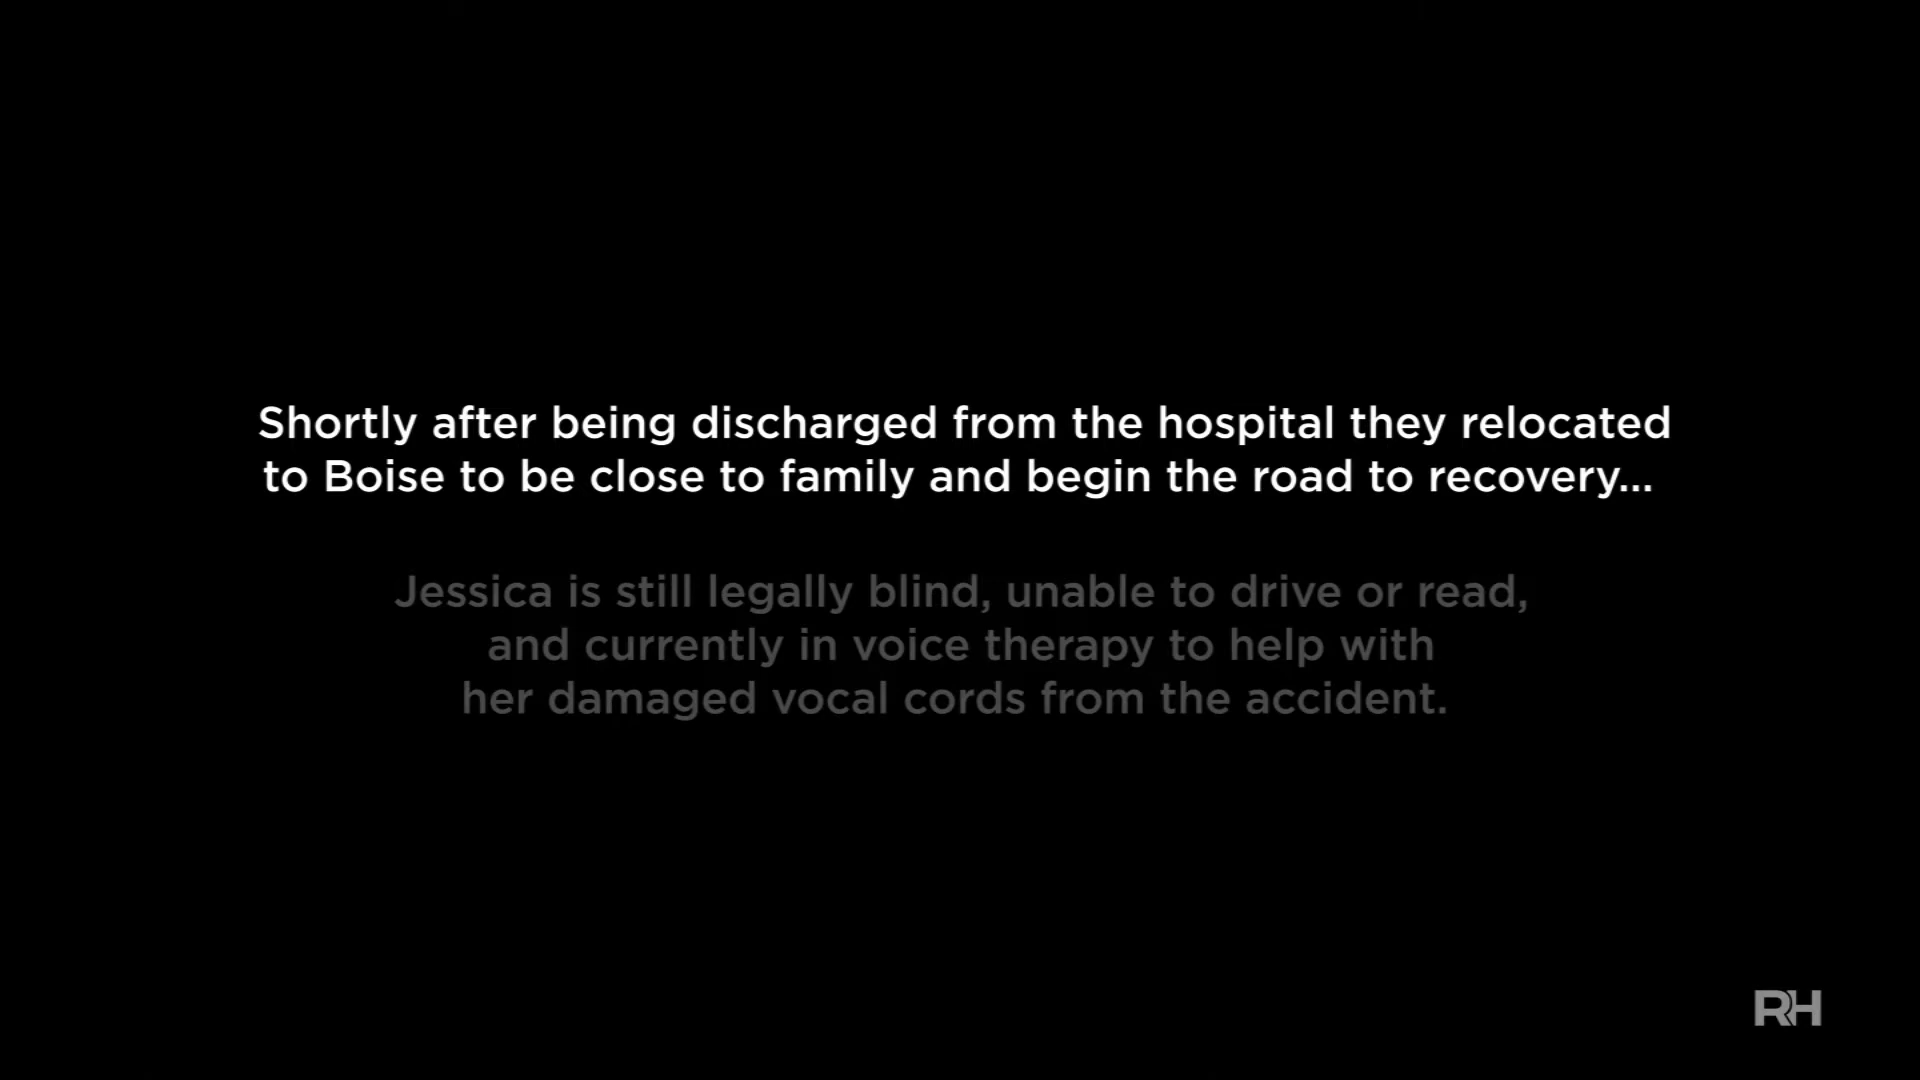 Shortly after being discharged from the hospital they relocated
to Boise to be close to family and begin the road to recovery...
Jessica is still legally blind, unable to drive or read,
and currently in voice therapy to help with
her damaged vocal cords from the accident.
RH